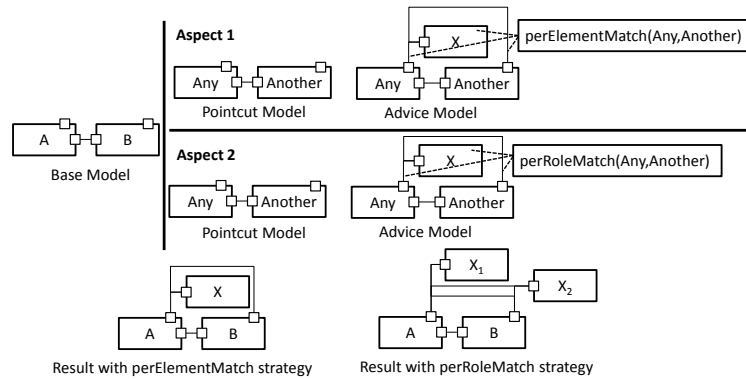 Aspect 1
X
perElementMatch(Any,Another)
Any
Another
Any
Another
Pointcut Model
Advice Model
A
B
Base Model
Aspect 2
X
perRoleMatch(Any,Another)
Any
Another
Any
Another
Pointcut Model
Advice Model
X
X1
X2
A
B
A
B
Result with perElementMatch strategy
Result with perRoleMatch strategy